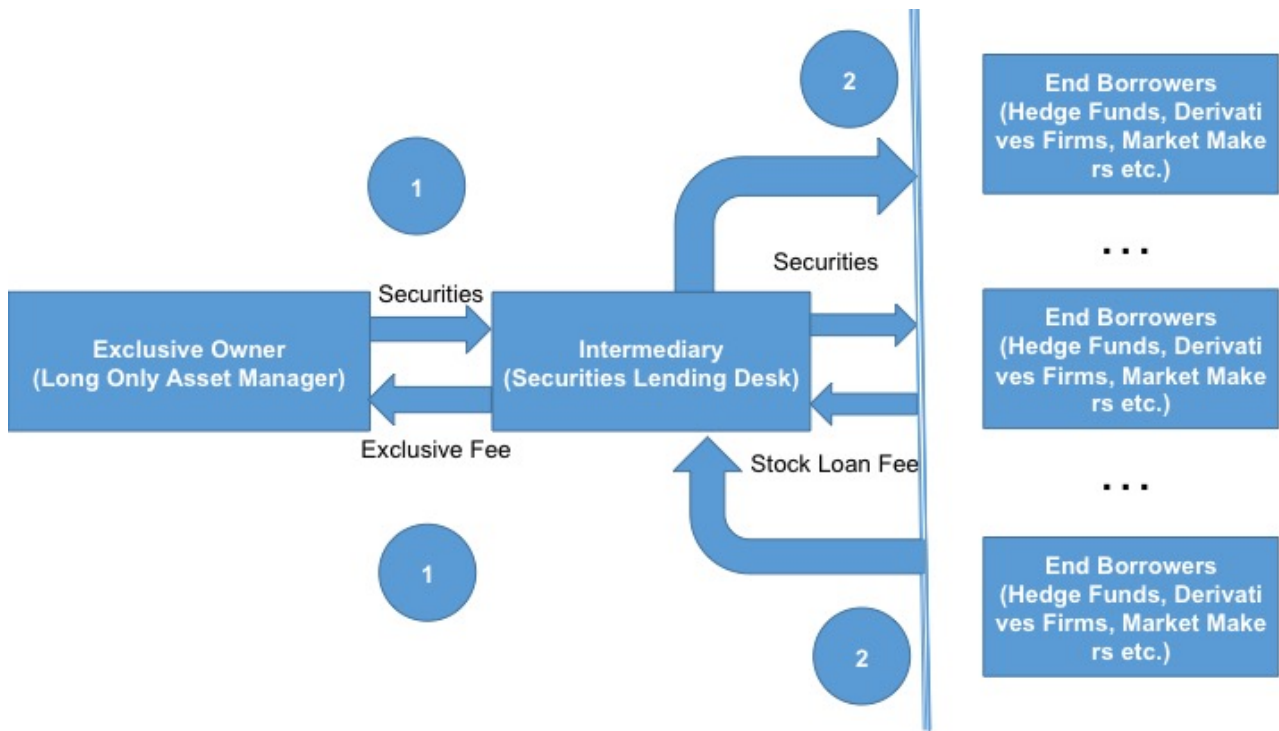 2
End Borrowers
(Hedge Funds, Derivati
ves Firms, Market Make
rs etc.)
1
...
Securities
Securities
Exclusive Owner
(Long Only Asset Manager)
Intermediary
(Securities Lending Desk)
End Borrowers
(Hedge Funds, Derivati
ves Firms, Market Make
rs etc.)
Exclusive Fee
Stock Loan Fee
...
1
End Borrowers
(Hedge Funds, Derivati
ves Firms, Market Make
rs etc.)
2